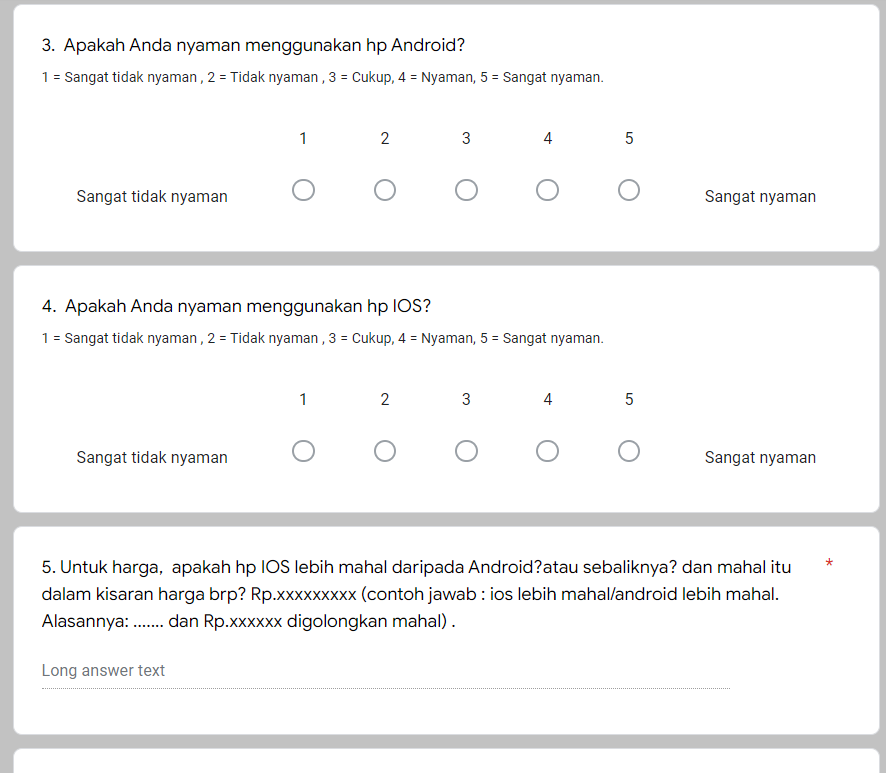 3. Apakah Anda nyaman menggunakan hp Android?
1 = Sangat tidak nyaman , 2 = Tidak nyaman , 3 = Cukup, 4 = Nyaman, 5 = Sangat nyaman.
1 2 3 4 5
Sangat tidak nyaman Sangat nyaman
4. Apakah Anda nyaman menggunakan hp IOS?
1 = Sangat tidak nyaman , 2 = Tidak nyaman , 3 = Cukup, 4 = Nyaman, 5 = Sangat nyaman.
1 2 3 4 5
Sangat tidak nyaman Sangat nyaman
5. Untuk harga, apakah hp IOS lebih mahal daripada Android?atau sebaliknya? dan mahal itu *
dalam kisaran harga brp? Rp.xxxxxxxxx (contoh jawab : ios lebih mahal/android lebih mahal.
Alasannya: ....... dan Rp.xxxxxx digolongkan mahal) .
Long answer text